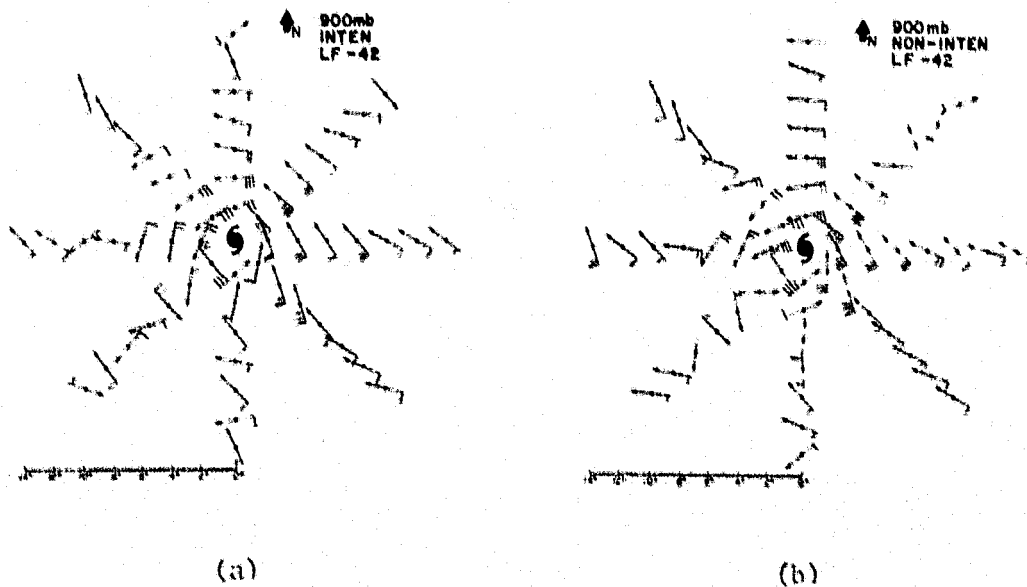 900mb
N INTEN
LF-42
900mb
N NON-INTEN
LF-42
(a)
(b)